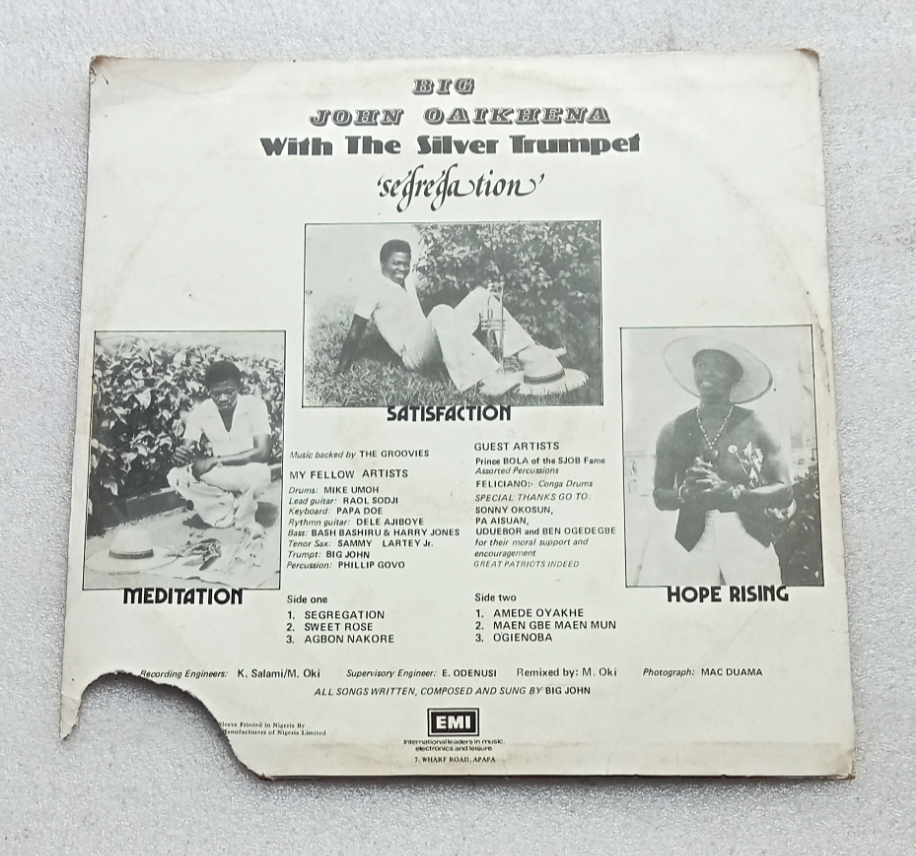 BIG
JOHN OAIKHENA
With The Silver Trumpet
'segregation'
SATISFACTION
MEDITATION
HOPE RISING
Music backed by THE GROOVIES
MY FELLOW ARTISTS
Drums: MIKE UMOH
Lead guitar: RAOL SODJI
Keyboard: PAPA DOE
Rythmn guitar: DELE AJIBOYE
Bass: BASH BASHIRU & HARRY JONES
Tenor Sax: SAMMY LARTEY Jr.
Trumpt: BIG JOHN
Percussion: PHILLIP GOVO
GUEST ARTISTS
Prince BOLA of the SJOB Fame
Assorted Percussions
FELICIANO:- Conga Drums
SPECIAL THANKS GO TO:
SONNY OKOSUN,
PA AISUAN,
UDUEBOR and BEN OGEDEGBE
for their moral support and
encouragement
GREAT PATRIOTS INDEED
Side one
1. SEGREGATION
2. SWEET ROSE
3. AGBON NAKORE
Side two
1. AMEDE OYAKHE
2. MAEN GBE MAEN MUN
3. O'GIENOBA
Recording Engineers: K. Salami/M. Oki Supervisory Engineer: E. ODENUSI Remixed by: M. Oki Photograph: MAC DUAMA
ALL SONGS WRITTEN, COMPOSED AND SUNG BY BIG JOHN
Sleeve Printed in Nigeria By
Manufacturer of Nigeria Limited
EMI
International leaders in music,
electronics and leisure.
7, WHARF ROAD, APAPA